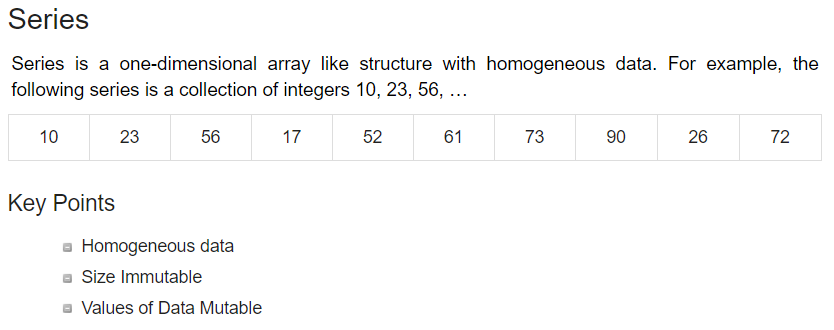 Series
Series is a one-dimensional array like structure with homogeneous data. For example, the
following series is a collection of integers 10, 23, 56, …
10 23 56 17 52 61 73 90 26 72
Key Points
Homogeneous data
Size Immutable
Values of Data Mutable